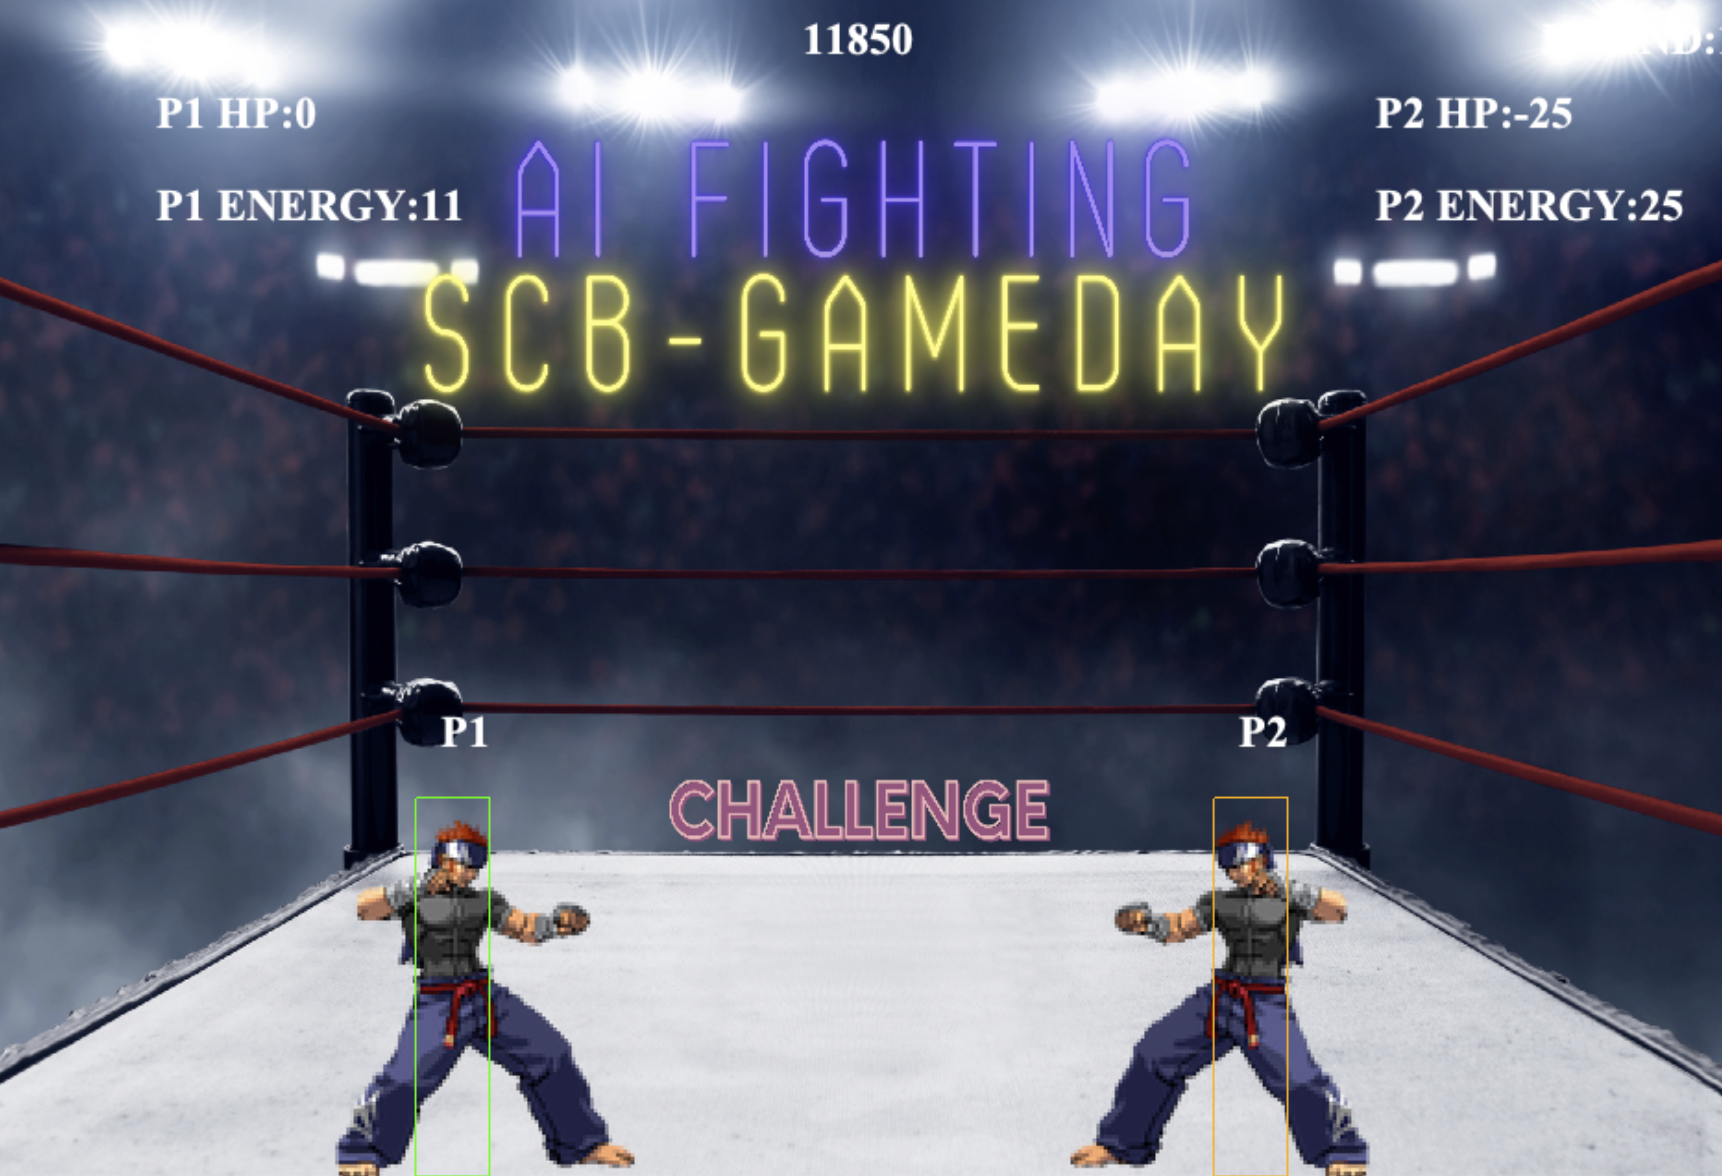 11850
P1 HP:0
P2 HP:-25
P1 ENERGY:11
P2 ENERGY:25
AI FIGHTING
SCB-GAMEDAY
P1
P2
CHALLENGE